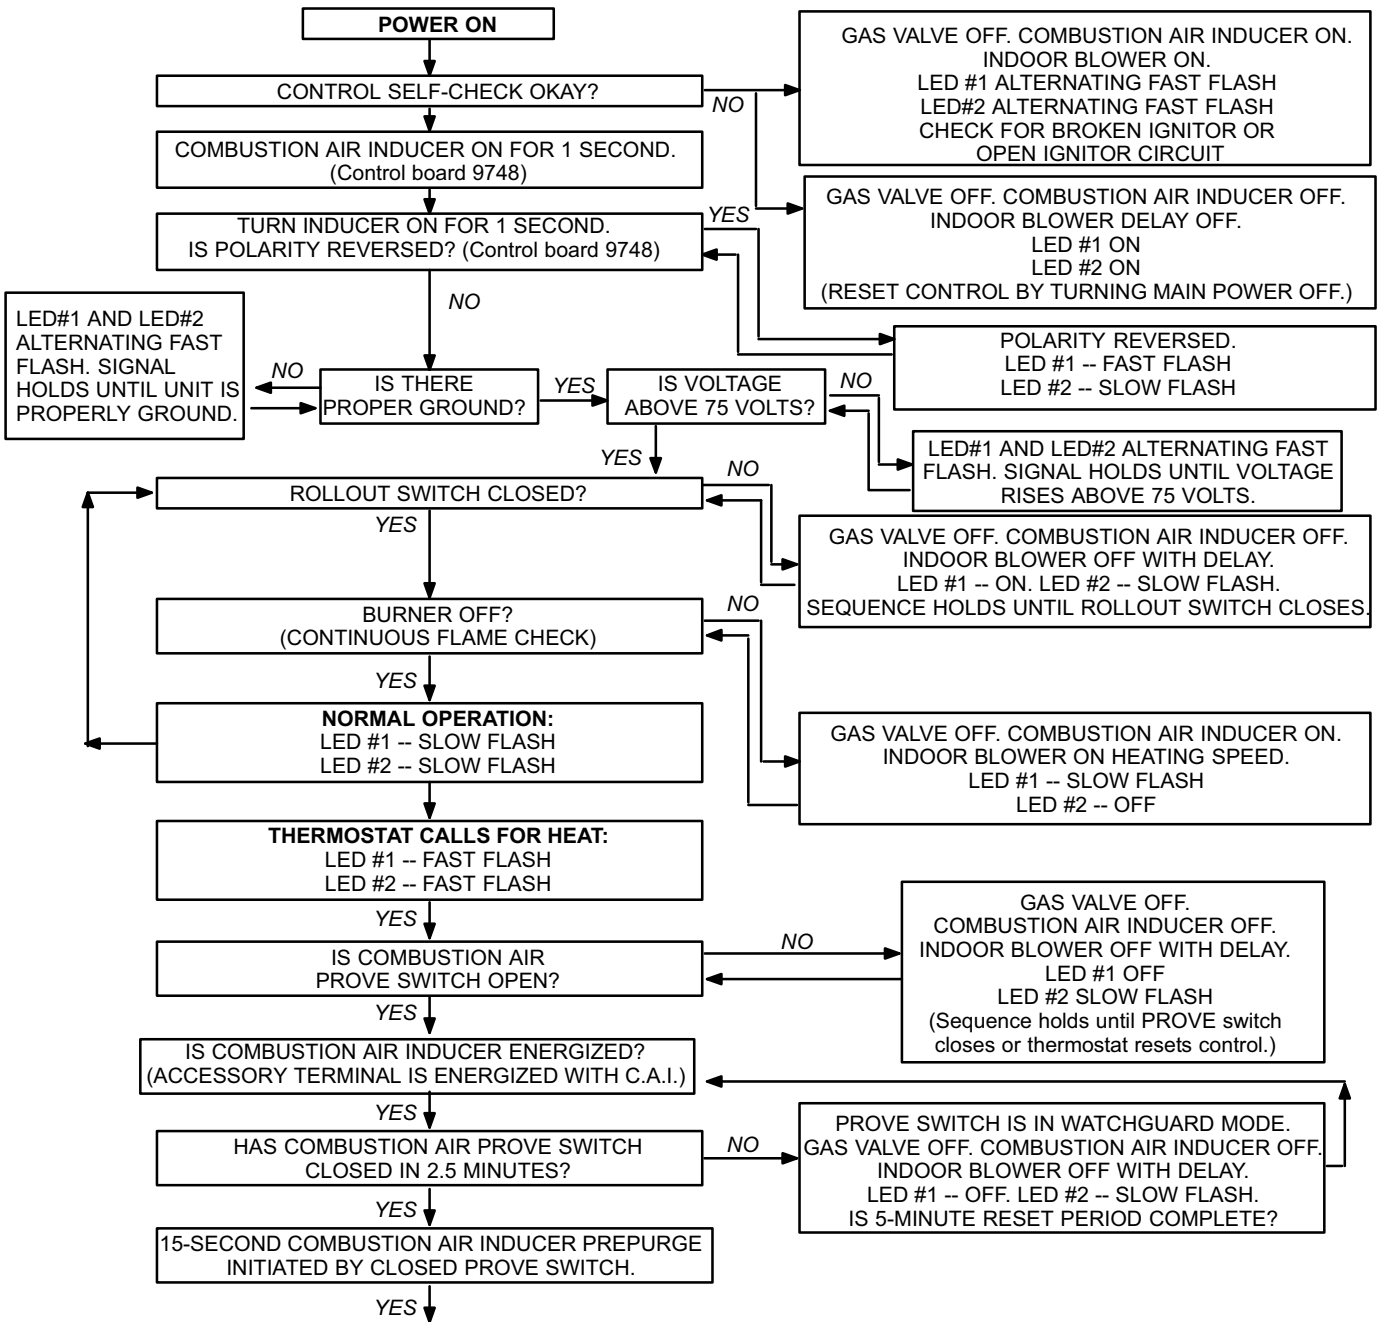 POWER ON
GAS VALVE OFF. COMBUSTION AIR INDUCER ON.
INDOOR BLOWER ON.
LED #1 ALTERNATING FAST FLASH
LED#2 ALTERNATING FAST FLASH
CHECK FOR BROKEN IGNITOR OR
OPEN IGNITOR CIRCUIT
CONTROL SELF-CHECK OKAY?
NO
COMBUSTION AIR INDUCER ON FOR 1 SECOND.
(Control board 9748)
GAS VALVE OFF. COMBUSTION AIR INDUCER OFF.
INDOOR BLOWER DELAY OFF.
LED #1 ON
LED #2 ON
(RESET CONTROL BY TURNING MAIN POWER OFF.)
TURN INDUCER ON FOR 1 SECOND.
IS POLARITY REVERSED? (Control board 9748)
YES
NO
POLARITY REVERSED.
LED #1 -- FAST FLASH
LED #2 -- SLOW FLASH
LED#1 AND LED#2
ALTERNATING FAST
FLASH. SIGNAL
HOLDS UNTIL UNIT IS
PROPERLY GROUND.
NO
IS THERE
PROPER GROUND?
YES
IS VOLTAGE
ABOVE 75 VOLTS?
NO
LED#1 AND LED#2 ALTERNATING FAST
FLASH. SIGNAL HOLDS UNTIL VOLTAGE
RISES ABOVE 75 VOLTS.
YES
ROLLOUT SWITCH CLOSED?
NO
YES
GAS VALVE OFF. COMBUSTION AIR INDUCER OFF.
INDOOR BLOWER OFF WITH DELAY.
LED #1 -- ON. LED #2 -- SLOW FLASH.
SEQUENCE HOLDS UNTIL ROLLOUT SWITCH CLOSES.
BURNER OFF?
(CONTINUOUS FLAME CHECK)
NO
YES
GAS VALVE OFF. COMBUSTION AIR INDUCER ON.
INDOOR BLOWER ON HEATING SPEED.
LED #1 -- SLOW FLASH
LED #2 -- OFF
NORMAL OPERATION:
LED #1 -- SLOW FLASH
LED #2 -- SLOW FLASH
THERMOSTAT CALLS FOR HEAT:
LED #1 -- FAST FLASH
LED #2 -- FAST FLASH
YES
IS COMBUSTION AIR
PROVE SWITCH OPEN?
NO
GAS VALVE OFF.
COMBUSTION AIR INDUCER OFF.
INDOOR BLOWER OFF WITH DELAY.
LED #1 OFF
LED #2 SLOW FLASH
(Sequence holds until PROVE switch
closes or thermostat resets control.)
YES
IS COMBUSTION AIR INDUCER ENERGIZED?
(ACCESSORY TERMINAL IS ENERGIZED WITH C.A.I.)
YES
HAS COMBUSTION AIR PROVE SWITCH
CLOSED IN 2.5 MINUTES?
NO
PROVE SWITCH IS IN WATCHGUARD MODE.
GAS VALVE OFF. COMBUSTION AIR INDUCER OFF.
INDOOR BLOWER OFF WITH DELAY.
LED #1 -- OFF. LED #2 -- SLOW FLASH.
IS 5-MINUTE RESET PERIOD COMPLETE?
YES
15-SECOND COMBUSTION AIR INDUCER PREPURGE
INITIATED BY CLOSED PROVE SWITCH.
YES